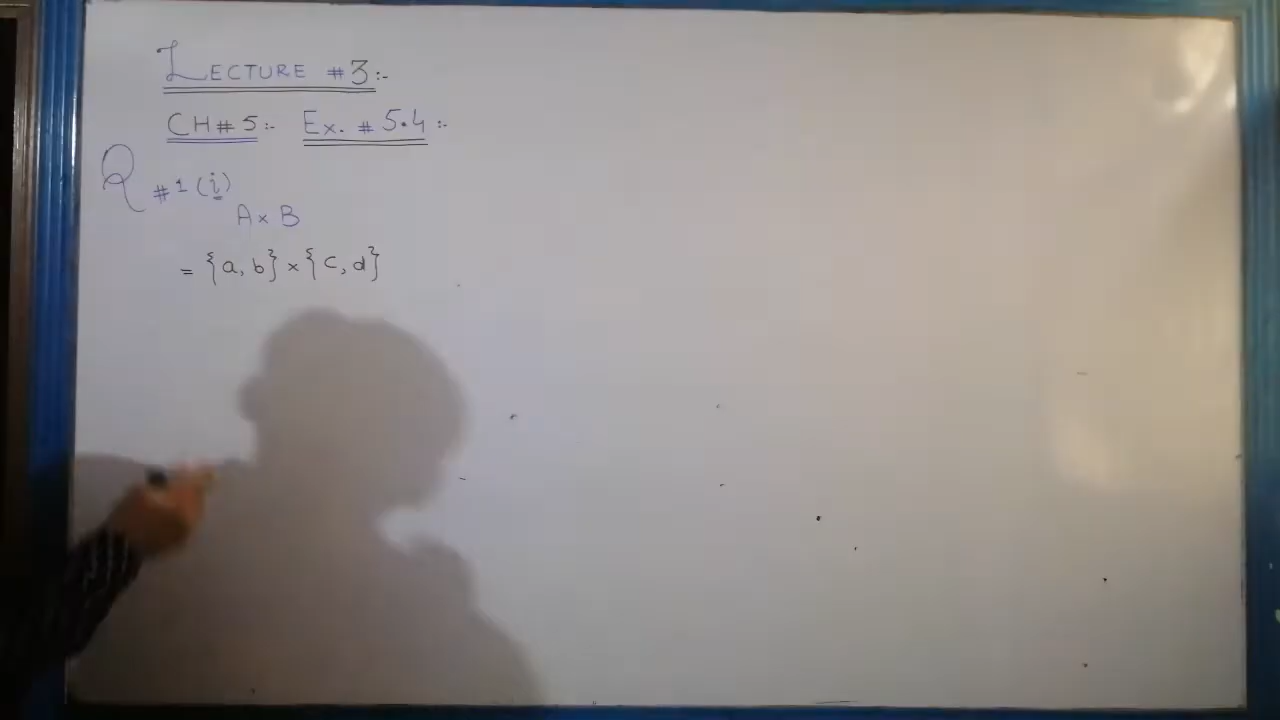 LECTURE #3:-
CH#5:- Ex. #5.4:-
Q #1(i)
A×B
= {a, b} × {c, d}